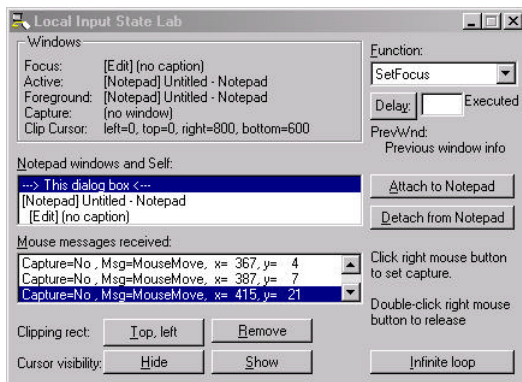 Local Input State Lab
Windows
Focus: [Edit] (no caption)
Active: [Notepad] Untitled - Notepad
Foreground: [Notepad] Untitled - Notepad
Capture: (no window)
Clip Cursor: left=0, top=0, right=800, bottom=600
Function:
SetFocus
Delay: Executed
PrevWnd:
Previous window info
Notepad windows and Self:
---> This dialog box <---
[Notepad] Untitled - Notepad
[Edit] (no caption)
Attach to Notepad
Detach from Notepad
Mouse messages received:
Capture=No , Msg=MouseMove, x= 367, y= 4
Capture=No , Msg=MouseMove, x= 387, y= 7
Capture=No , Msg=MouseMove, x= 415, y= 21
Click right mouse button
to set capture.
Double-click right mouse
button to release
Clipping rect: Top, left Remove
Cursor visibility: Hide Show
Infinite loop